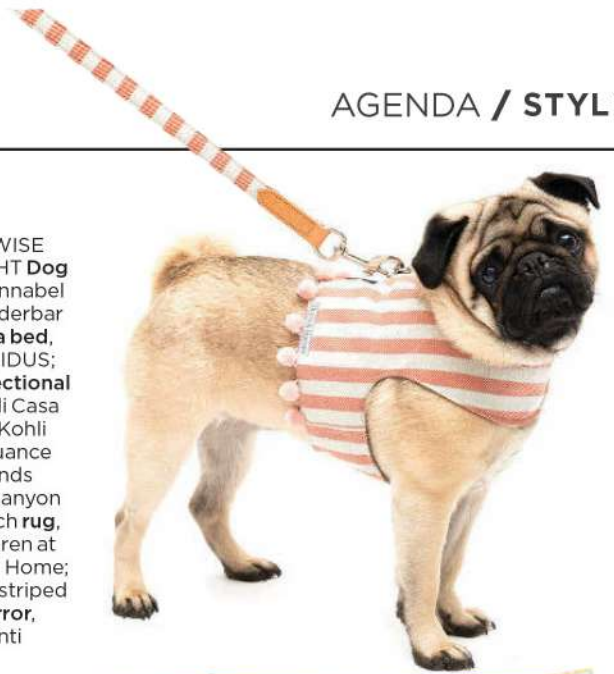 AGENDA / STYL
WISE
HT Dog
nnabel
derbar
a bed,
IDUS;
ectional
li Casa
Kohli
uance
nds
anyon
ch rug,
ren at
Home;
striped
rror,
nti